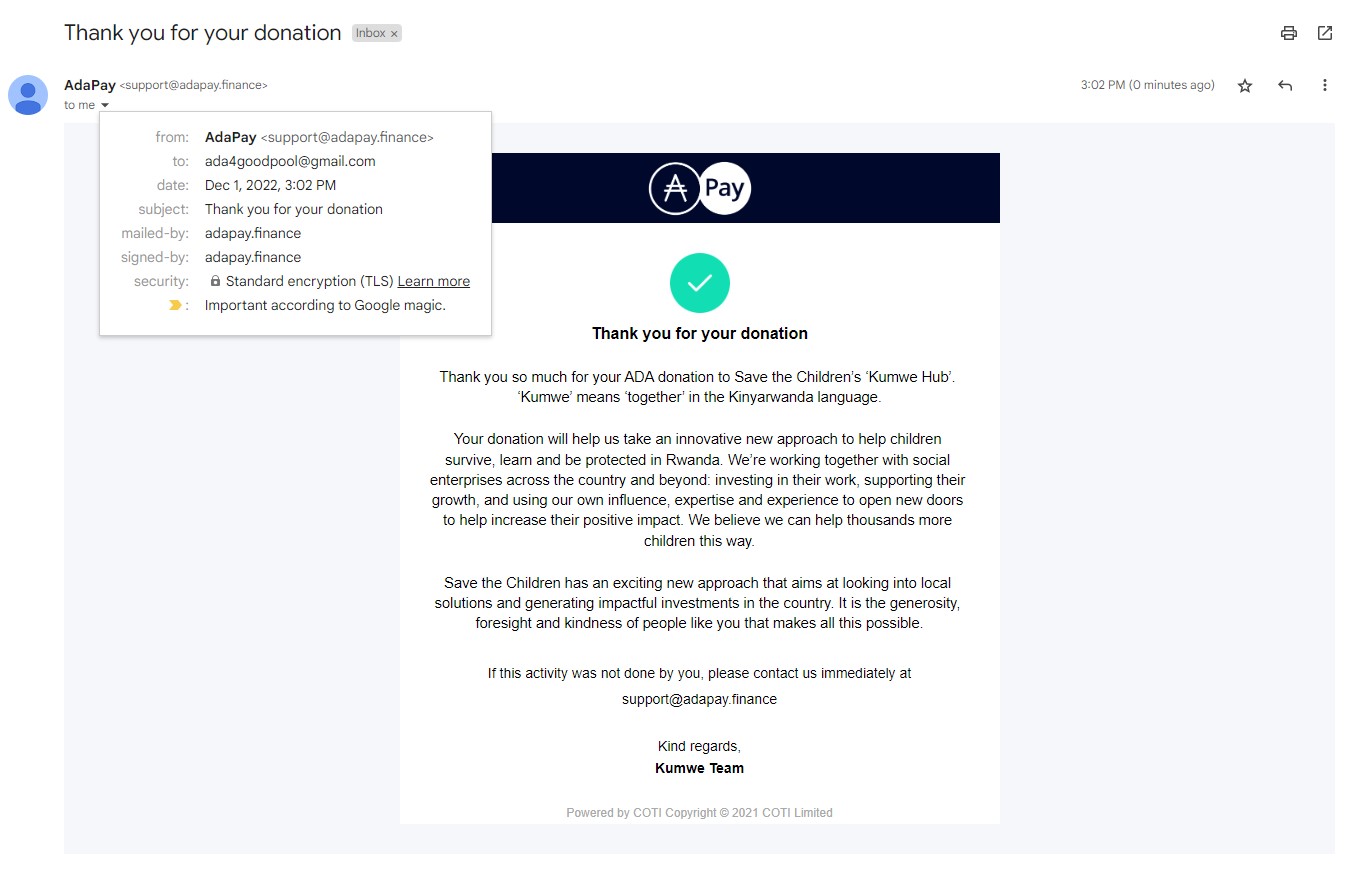 Thank you for your donation Inbox ×
AdaPay <support@adapay.finance> 3:02 PM (0 minutes ago)
to me
from: AdaPay <support@adapay.finance>
to: ada4goodpool@gmail.com
date: Dec 1, 2022, 3:02 PM
subject: Thank you for your donation
mailed-by: adapay.finance
signed-by: adapay.finance
security: Standard encryption (TLS) Learn more
: Important according to Google magic.
Pay
Thank you for your donation
Thank you so much for your ADA donation to Save the Children’s ‘Kumwe Hub’.
‘Kumwe’ means ‘together’ in the Kinyarwanda language.
Your donation will help us take an innovative new approach to help children
survive, learn and be protected in Rwanda. We’re working together with social
enterprises across the country and beyond: investing in their work, supporting their
growth, and using our own influence, expertise and experience to open new doors
to help increase their positive impact. We believe we can help thousands more
children this way.
Save the Children has an exciting new approach that aims at looking into local
solutions and generating impactful investments in the country. It is the generosity,
foresight and kindness of people like you that makes all this possible.
If this activity was not done by you, please contact us immediately at
support@adapay.finance
Kind regards,
Kumwe Team
Powered by COTI Copyright © 2021 COTI Limited